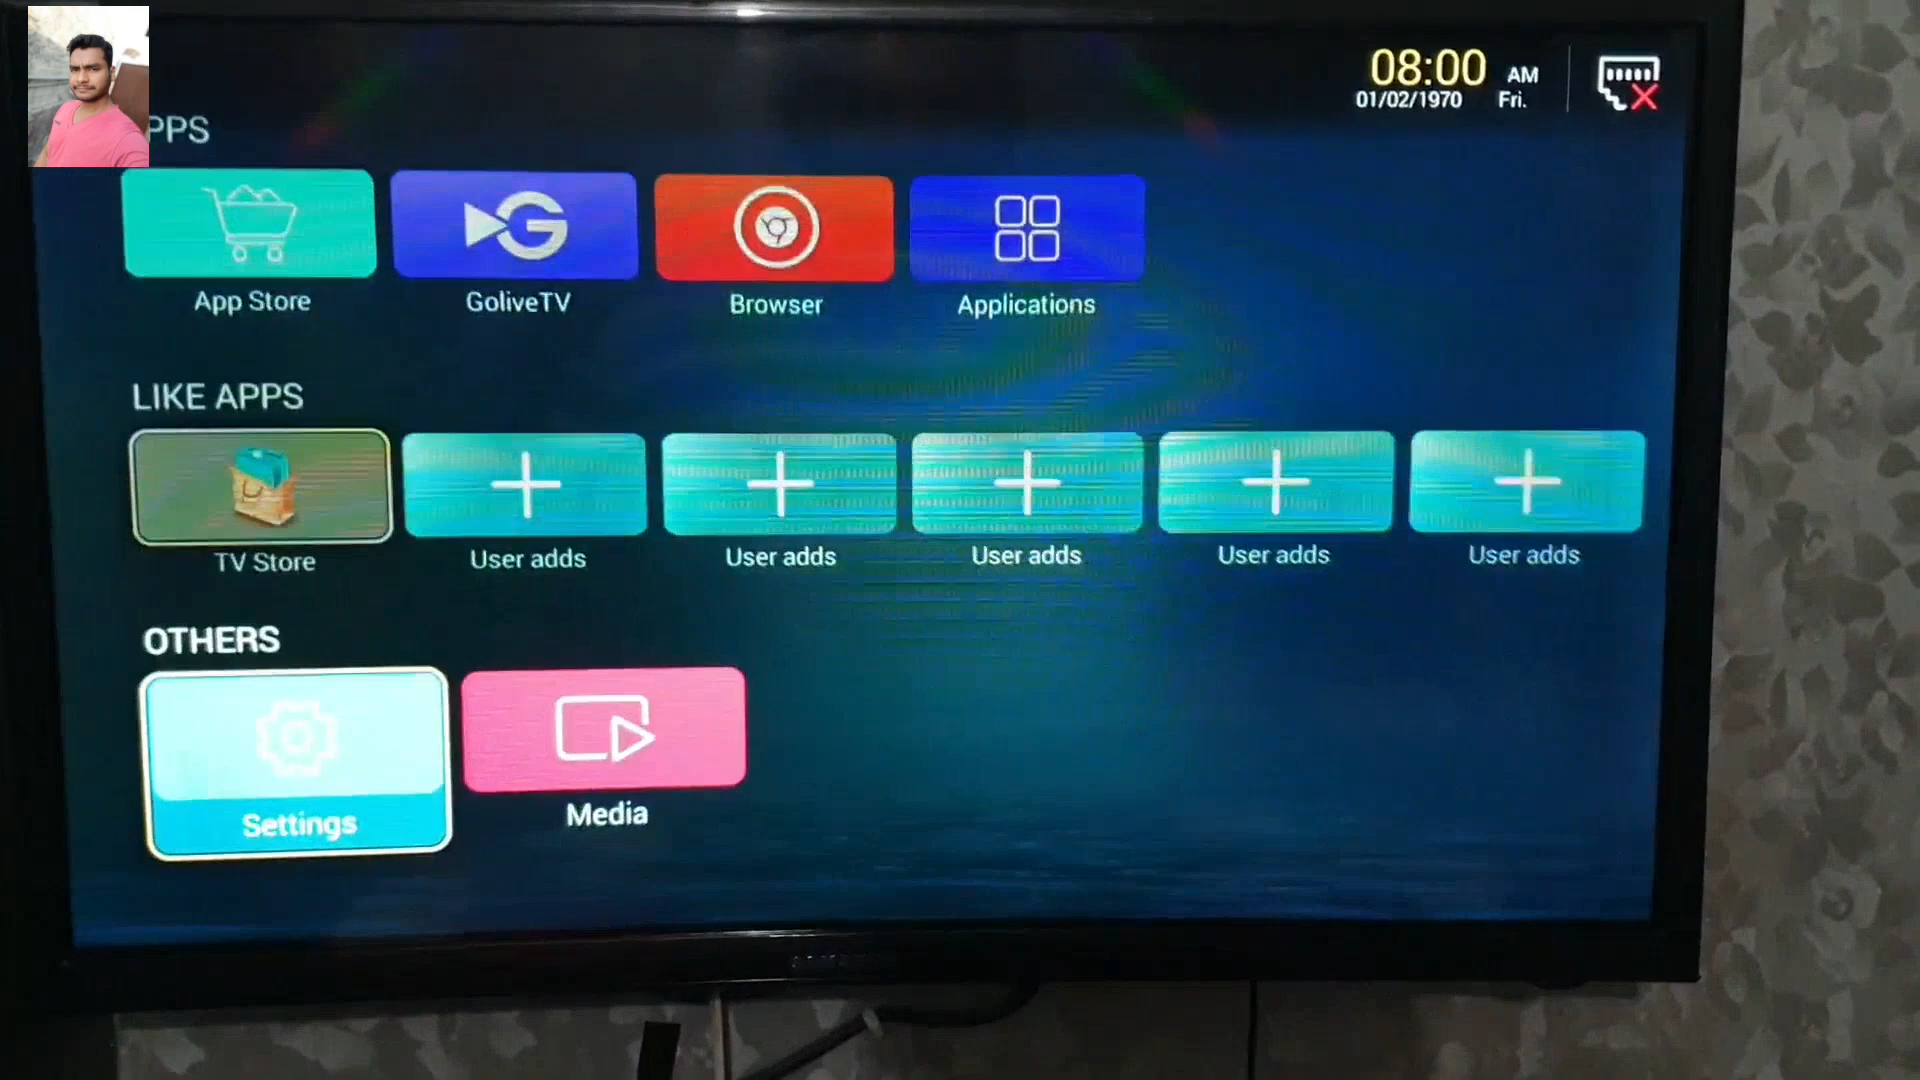 08:00 AM
01/02/1970 Fri.
PPS
App Store GoliveTV Browser Applications
LIKE APPS
TV Store User adds User adds User adds User adds User adds
OTHERS
Settings Media